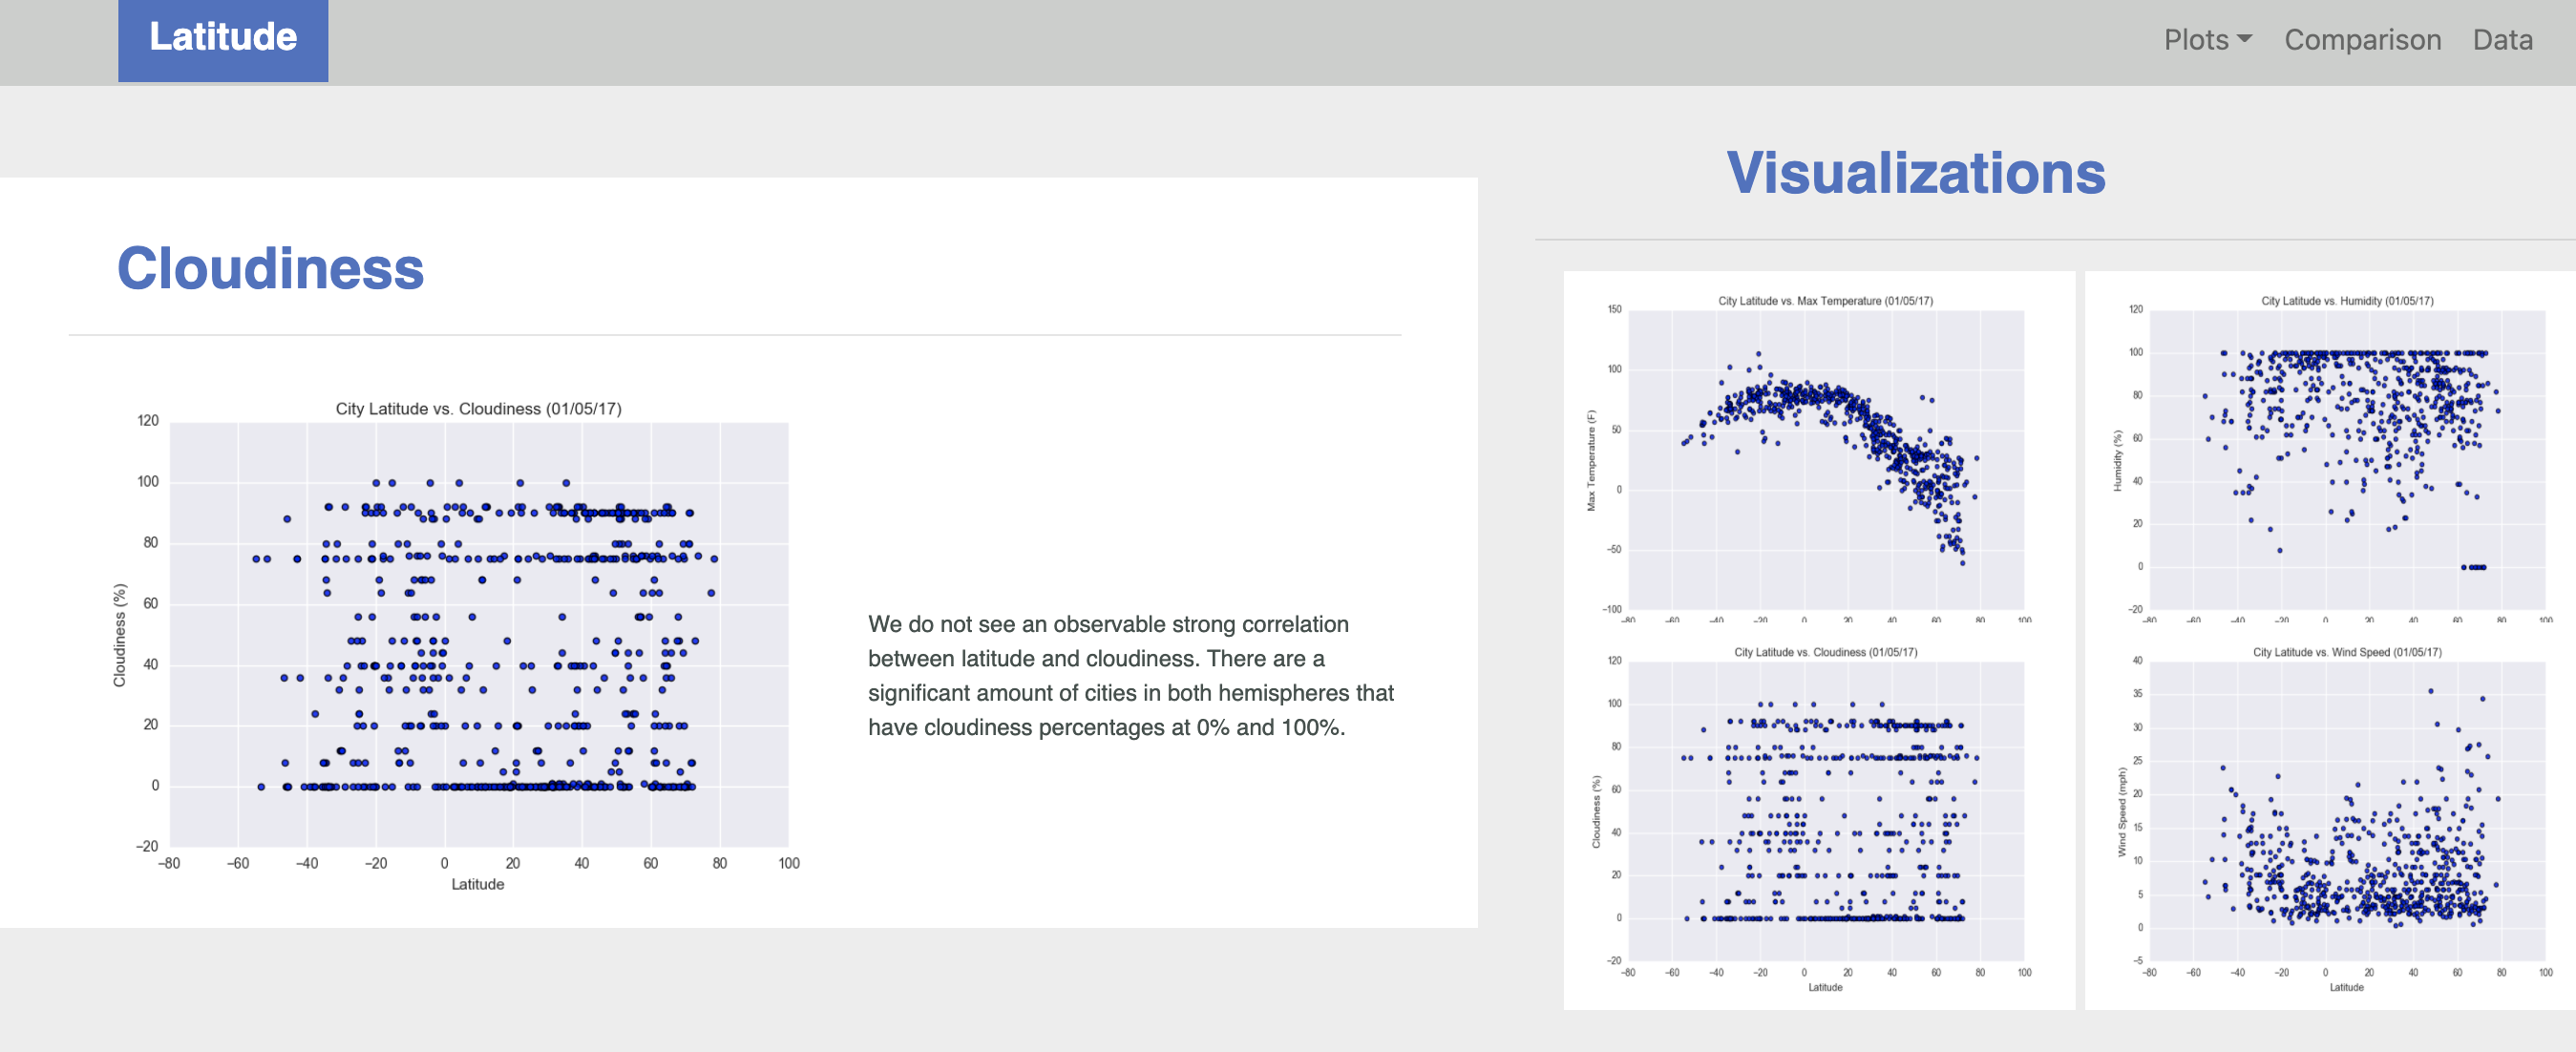 Latitude
Plots
Comparison
Data
Cloudiness
City Latitude vs. Cloudiness (01/05/17)
120
100
80
60
40
20
0
−20
Cloudiness (%)
−80 −60 −40 −20 0 20 40 60 80 100
Latitude
We do not see an observable strong correlation
between latitude and cloudiness. There are a
significant amount of cities in both hemispheres that
have cloudiness percentages at 0% and 100%.
Visualizations
City Latitude vs. Max Temperature (01/05/17)
150
100
50
0
−50
−100
Max Temperature (F)
−80 −60 −40 −20 0 20 40 60 80 100
City Latitude vs. Humidity (01/05/17)
120
100
80
60
40
20
0
−20
Humidity (%)
−80 −60 −40 −20 0 20 40 60 80 100
City Latitude vs. Cloudiness (01/05/17)
120
100
80
60
40
20
0
−20
Cloudiness (%)
−80 −60 −40 −20 0 20 40 60 80 100
Latitude
City Latitude vs. Wind Speed (01/05/17)
40
35
30
25
20
15
10
5
0
−5
Wind Speed (mph)
−80 −60 −40 −20 0 20 40 60 80 100
Latitude